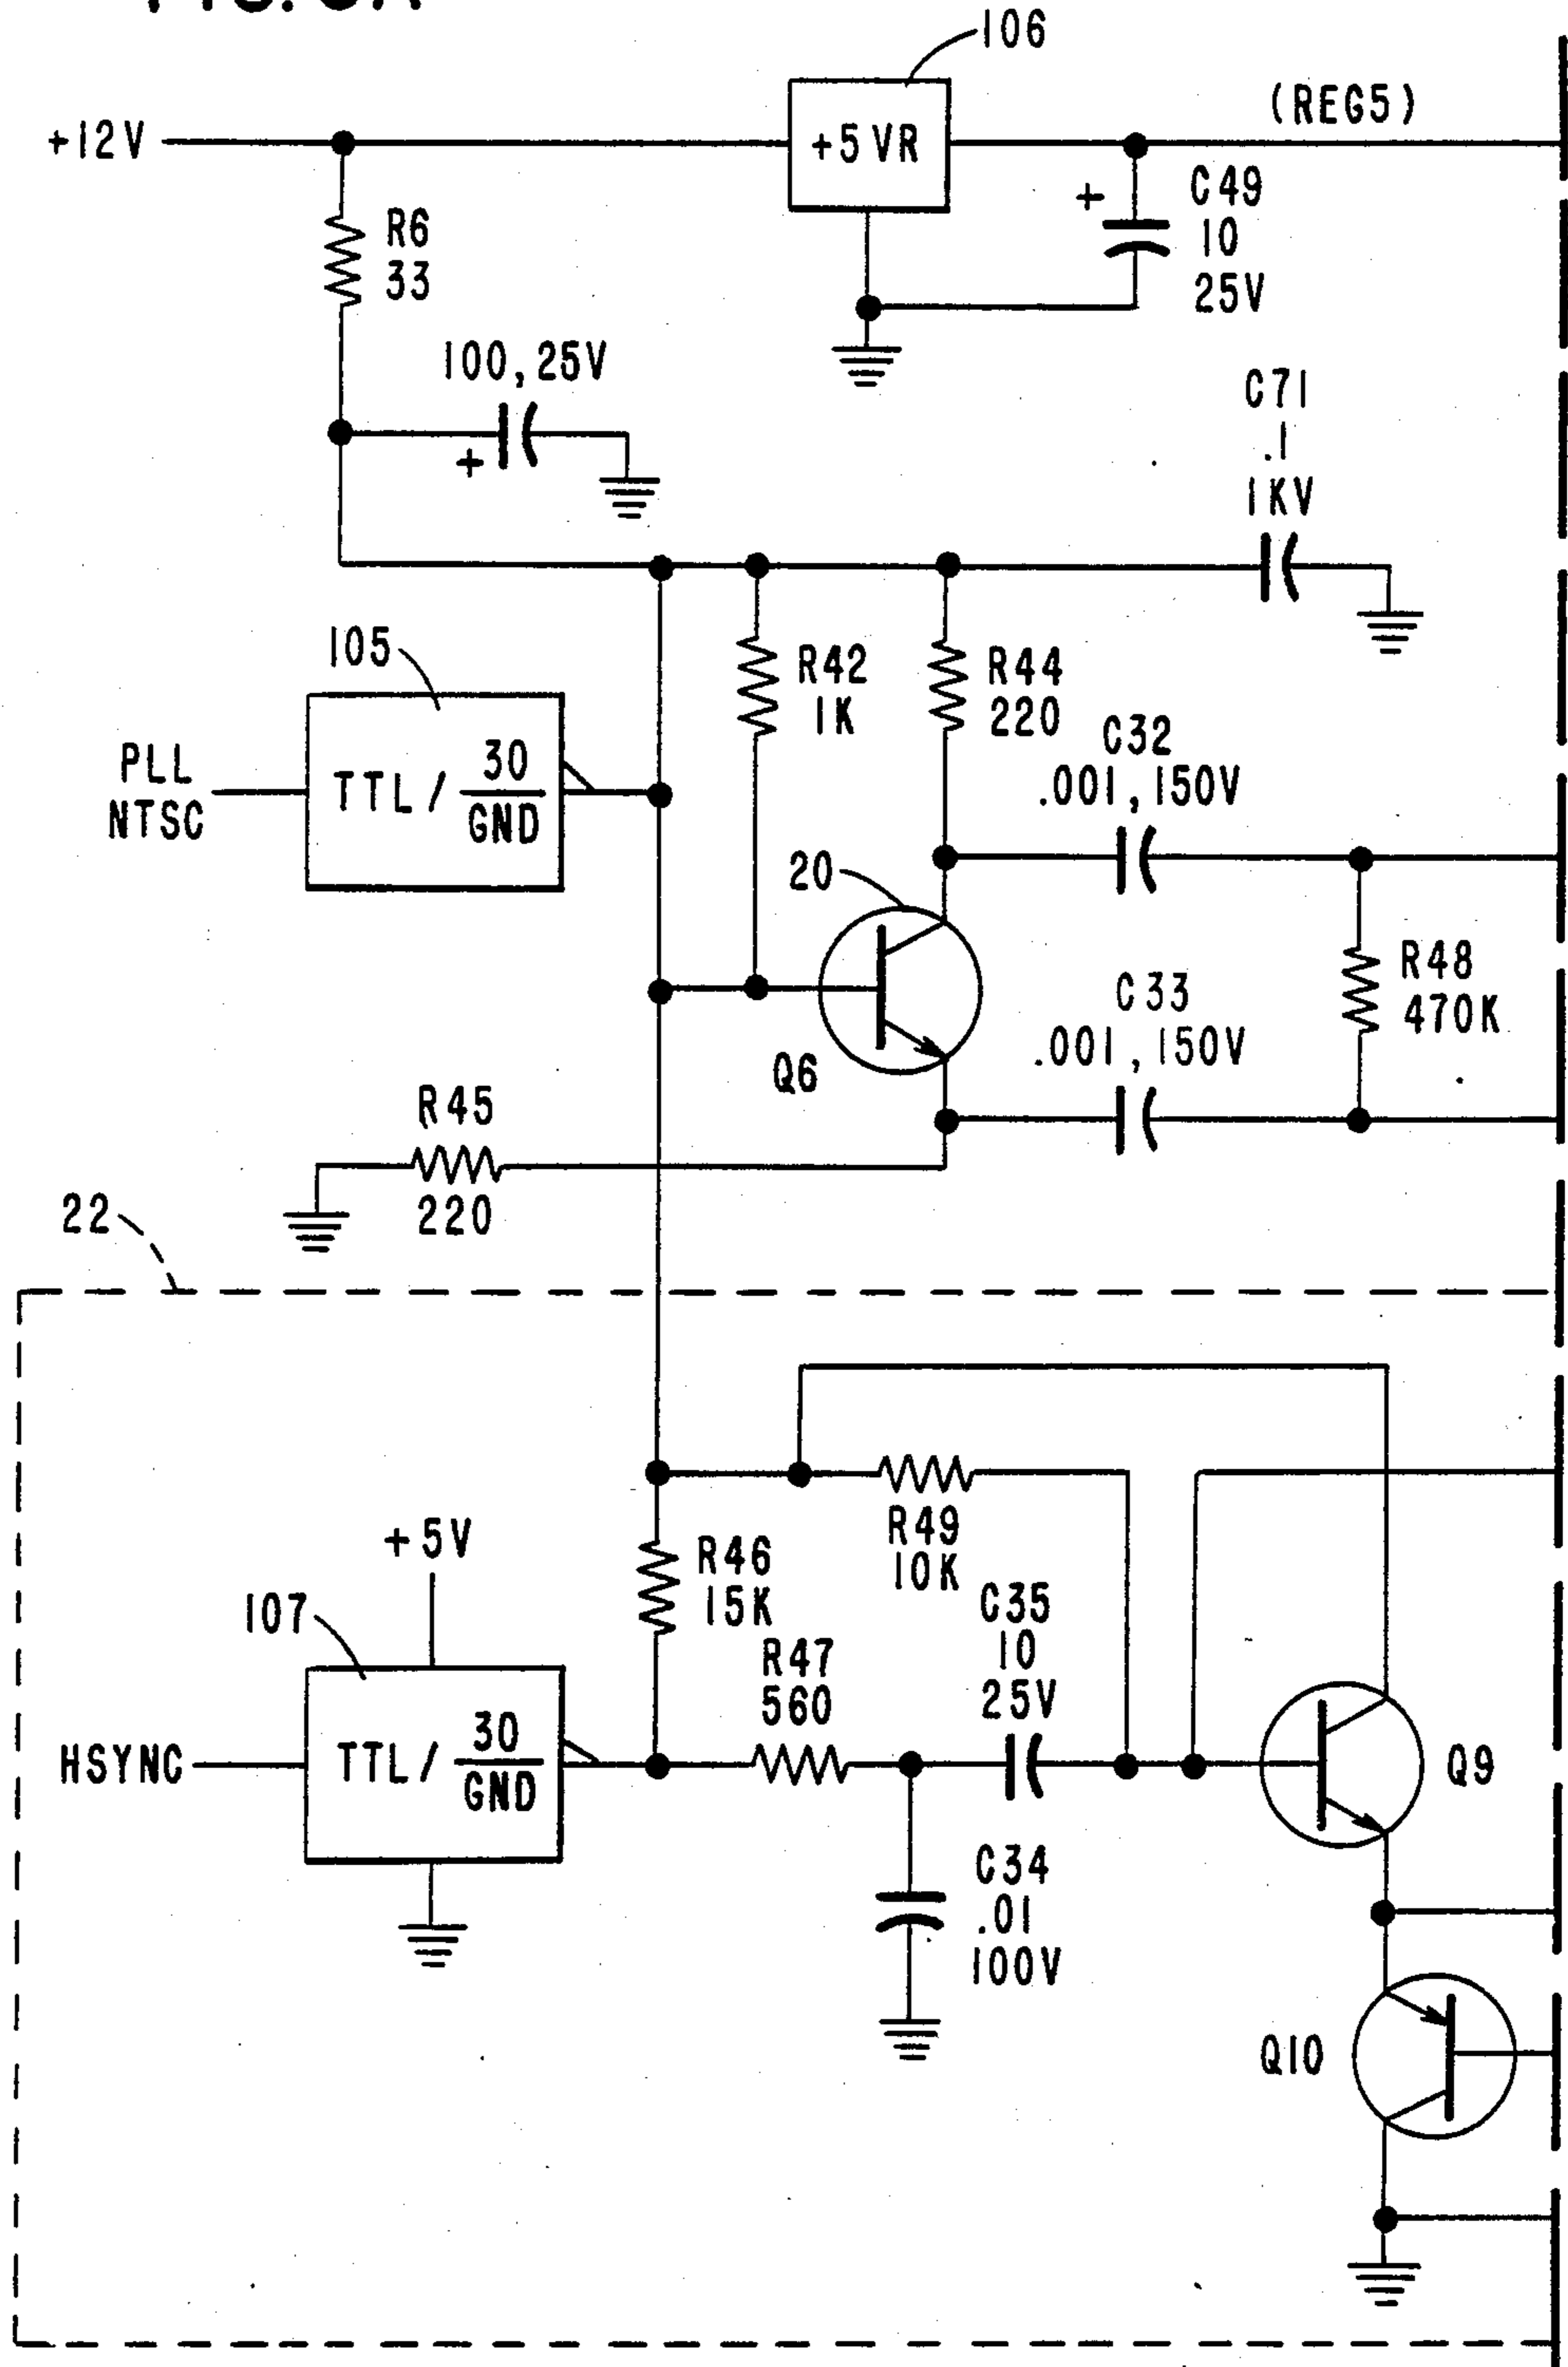 106
(REG5)
+12V
+5 VR
C49
10
25V
R6
33
100, 25V
C71
.1
1KV
105
R42
1K
R44
220
PLL
NTSC
TTL / 30
GND
C32
.001, 150V
20
R48
470K
C33
.001, 150V
Q6
R45
220
22
R49
10K
+5V
R46
15K
107
C35
10
25V
R47
560
HSYNC
TTL / 30
GND
Q9
C34
.01
100V
Q10